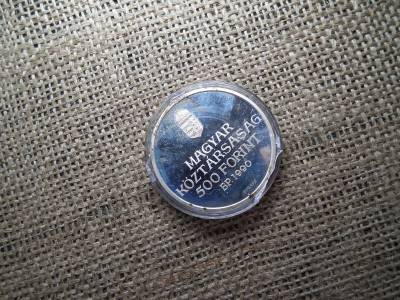 MAGYAR
KÖZTÁRSASÁG
500 FORINT
BP. 1990